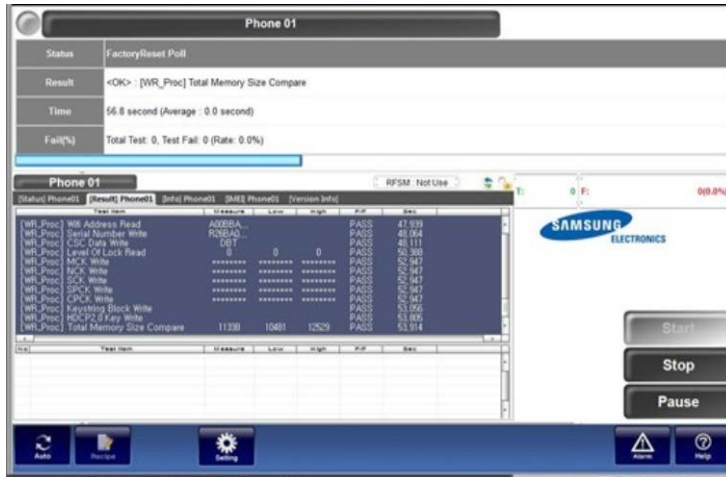 Phone 01
Status FactoryReset Poll
Result <OK> : [WR_Proc] Total Memory Size Compare
Time 56.8 second (Average : 0.0 second)
Fail(%) Total Test: 0, Test Fail: 0 (Rate: 0.0%)
Phone 01 RFSM : Not Use T: 0 F: 0(0.0%
[Status] Phone01 [Result] Phone01 [Info] Phone01 [IMEI] Phone01 [Version Info]
Test Item Measure Low High P/F Sec
[WR_Proc] Wifi Address Read A00BBA... PASS 47,939
[WR_Proc] Serial Number Write R26BA0... PASS 48,064
[WR_Proc] CSC Data Write DBT PASS 48,111
[WR_Proc] Level Of Lock Read 0 0 0 PASS 50,388
[WR_Proc] MCK Write ******** ******** ******** PASS 52,947
[WR_Proc] NCK Write ******** ******** ******** PASS 52,947
[WR_Proc] SCK Write ******** ******** ******** PASS 52,947
[WR_Proc] SPCK Write ******** ******** ******** PASS 52,947
[WR_Proc] CPCK Write ******** ******** ******** PASS 52,947
[WR_Proc] Keystring Block Write PASS 53,056
[WR_Proc] HDCP2.0 Key Write PASS 53,805
[WR_Proc] Total Memory Size Compare 11338 10481 12529 PASS 53,914
No Test Item Measure Low High P/F Sec
SAMSUNG
ELECTRONICS
Start
Stop
Pause
Auto Recipe Setting Alarm Help